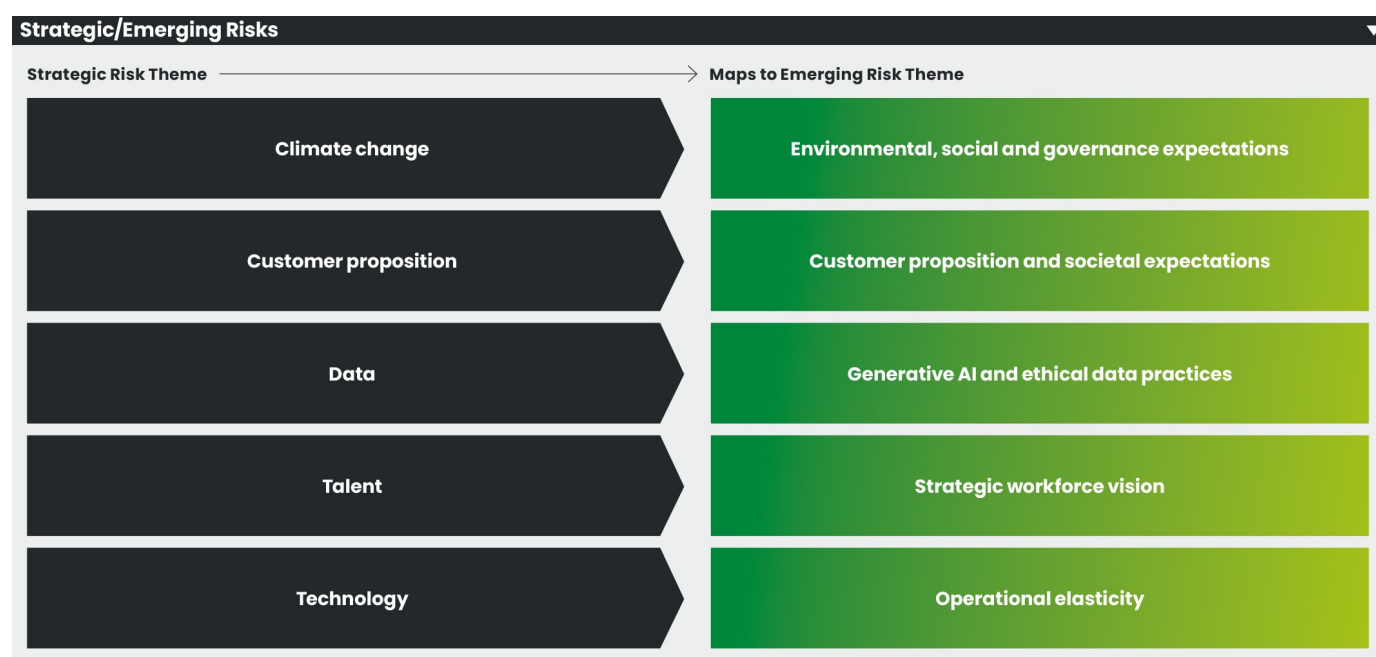 Strategic/Emerging Risks
Strategic Risk Theme
Maps to Emerging Risk Theme
Climate change
Environmental, social and governance expectations
Customer proposition
Customer proposition and societal expectations
Data
Generative AI and ethical data practices
Talent
Strategic workforce vision
Technology
Operational elasticity